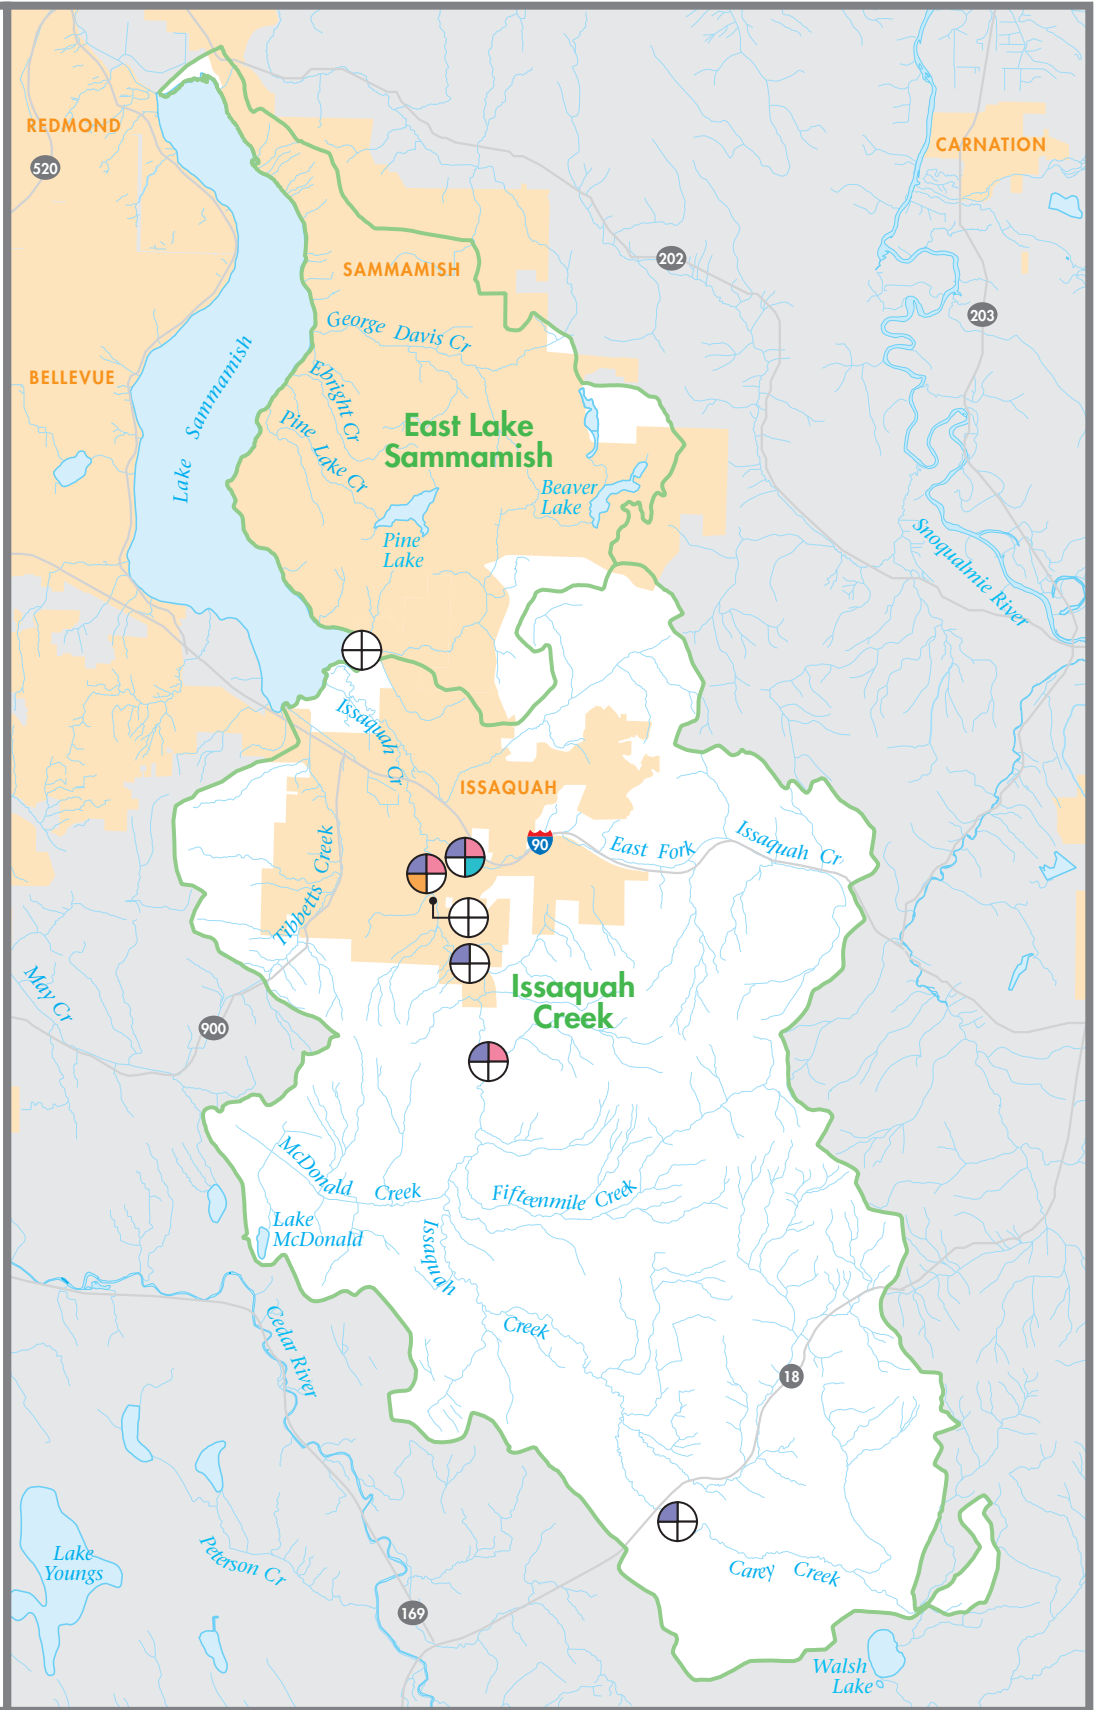 REDMOND
520
CARNATION
SAMMAMISH
202
203
George Davis Cr
BELLEVUE
Lake Sammamish
Ebright Cr
Pine Lake Cr
East Lake
Sammamish
Beaver
Lake
Pine
Lake
Snoqualmie River
Issaquah Cr
ISSAQUAH
90
East Fork Issaquah Cr
Tibbetts Creek
May Cr
Issaquah
Creek
900
McDonald Creek
Fifteenmile Creek
Lake
McDonald
Issaquah Creek
Cedar River
18
Lake
Youngs
Peterson Cr
Carey Creek
169
Walsh
Lake